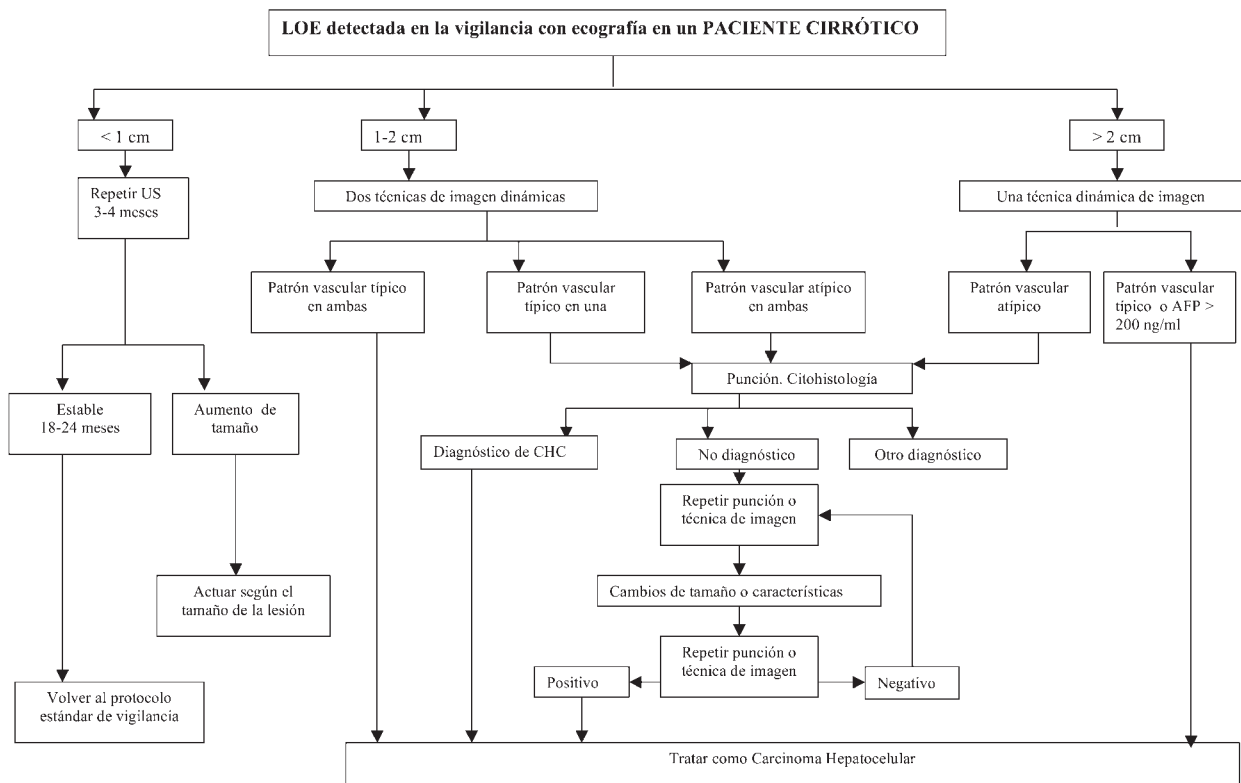 LOE detectada en la vigilancia con ecografía en un PACIENTE CIRRÓTICO
< 1 cm
1-2 cm
> 2 cm
Repetir US
3-4 meses
Dos técnicas de imagen dinámicas
Una técnica dinámica de imagen
Patrón vascular típico
en ambas
Patrón vascular
típico en una
Patrón vascular atípico
en ambas
Patrón vascular
atípico
Patrón vascular
típico o AFP >
200 ng/ml
Punción. Citohistología
Estable
18-24 meses
Aumento de
tamaño
Diagnóstico de CHC
No diagnóstico
Otro diagnóstico
Repetir punción o
técnica de imagen
Actuar según el
tamaño de la lesión
Cambios de tamaño o características
Repetir punción o
técnica de imagen
Positivo
Negativo
Volver al protocolo
estándar de vigilancia
Tratar como Carcinoma Hepatocelular